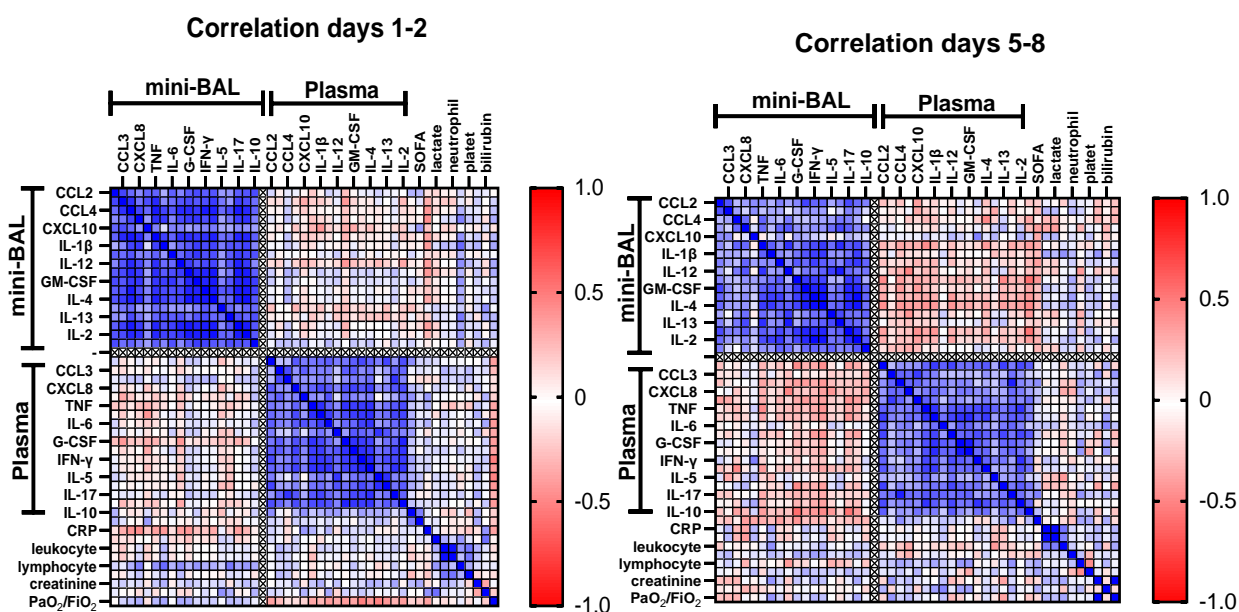 Correlation days 1-2
mini-BAL
Plasma
CCL3
CXCL8
TNF
IL-6
G-CSF
IFN-γ
IL-5
IL-17
IL-10
CCL2
CCL4
CXCL10
IL-1β
IL-12
GM-CSF
IL-4
IL-13
IL-2
SOFA
lactate
neutrophil
platet
bilirubin
mini-BAL
CCL2
CCL4
CXCL10
IL-1β
IL-12
GM-CSF
IL-4
IL-13
IL-2
-
Plasma
CCL3
CXCL8
TNF
IL-6
G-CSF
IFN-γ
IL-5
IL-17
IL-10
CRP
leukocyte
lymphocyte
creatinine
PaO₂/FiO₂
1.0
0.5
0
-0.5
-1.0
Correlation days 5-8
mini-BAL
Plasma
CCL3
CXCL8
TNF
IL-6
G-CSF
IFN-γ
IL-5
IL-17
IL-10
CCL2
CCL4
CXCL10
IL-1β
IL-12
GM-CSF
IL-4
IL-13
IL-2
SOFA
lactate
neutrophil
platet
bilirubin
mini-BAL
CCL2
CCL4
CXCL10
IL-1β
IL-12
GM-CSF
IL-4
IL-13
IL-2
Plasma
CCL3
CXCL8
TNF
IL-6
G-CSF
IFN-γ
IL-5
IL-17
IL-10
CRP
leukocyte
lymphocyte
creatinine
PaO₂/FiO₂
1.0
0.5
0
-0.5
-1.0